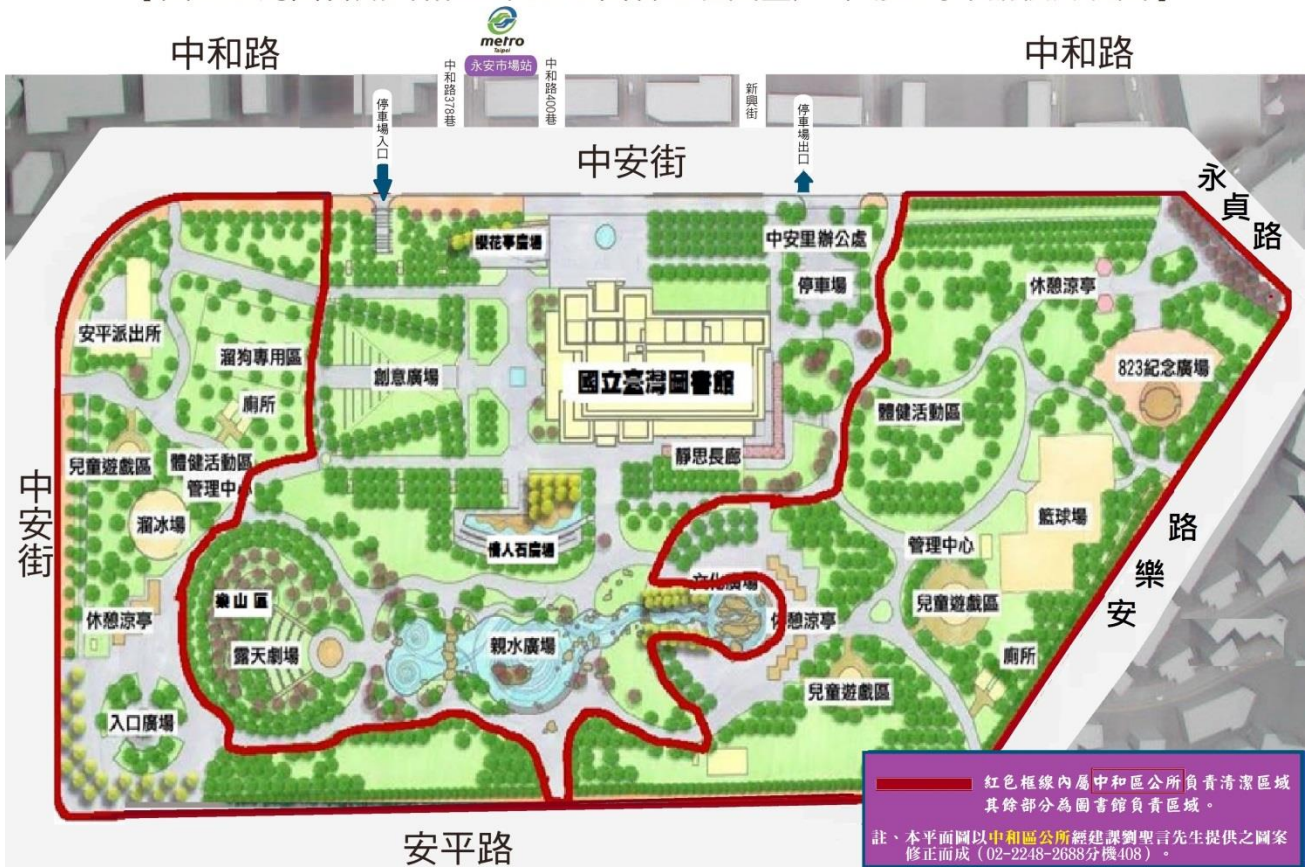 metro
Taipei
永安市場站
中和路
中和路
中和路378巷
中和路400巷
新興街
停車場入口
停車場出口
中安街
永貞路
櫻花季廣場
中安里辦公處
停車場
休憩涼亭
安平派出所
溜狗專用區
創意廣場
國立臺灣圖書館
823紀念廣場
廁所
體健活動區
兒童遊戲區
體健活動區
管理中心
靜思長廊
中安街
溜冰場
情人石廣場
籃球場
管理中心
樂山區
文化廣場
兒童遊戲區
休憩涼亭
休憩涼亭
露天劇場
親水廣場
廁所
兒童遊戲區
入口廣場
安樂路
安平路
紅色框線內屬中和區公所負責清潔區域
其餘部分為圖書館負責區域。
註、本平面圖以中和區公所經建課劉聖言先生提供之圖案
修正而成（02-2248-2688分機408）。